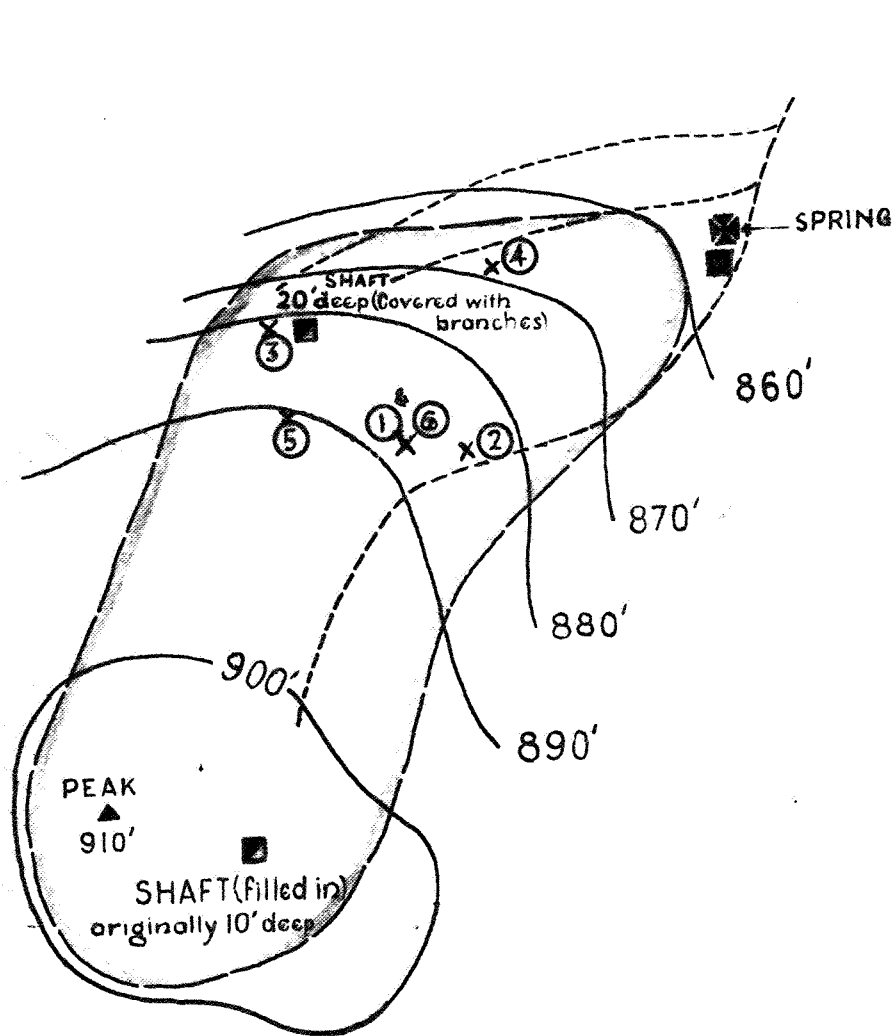 SPRING
④
SHAFT
20' deep (Covered with
branches)
③
860'
① & ⑥
②
⑤
870'
880'
900'
890'
PEAK
910'
SHAFT (filled in)
originally 10' deep